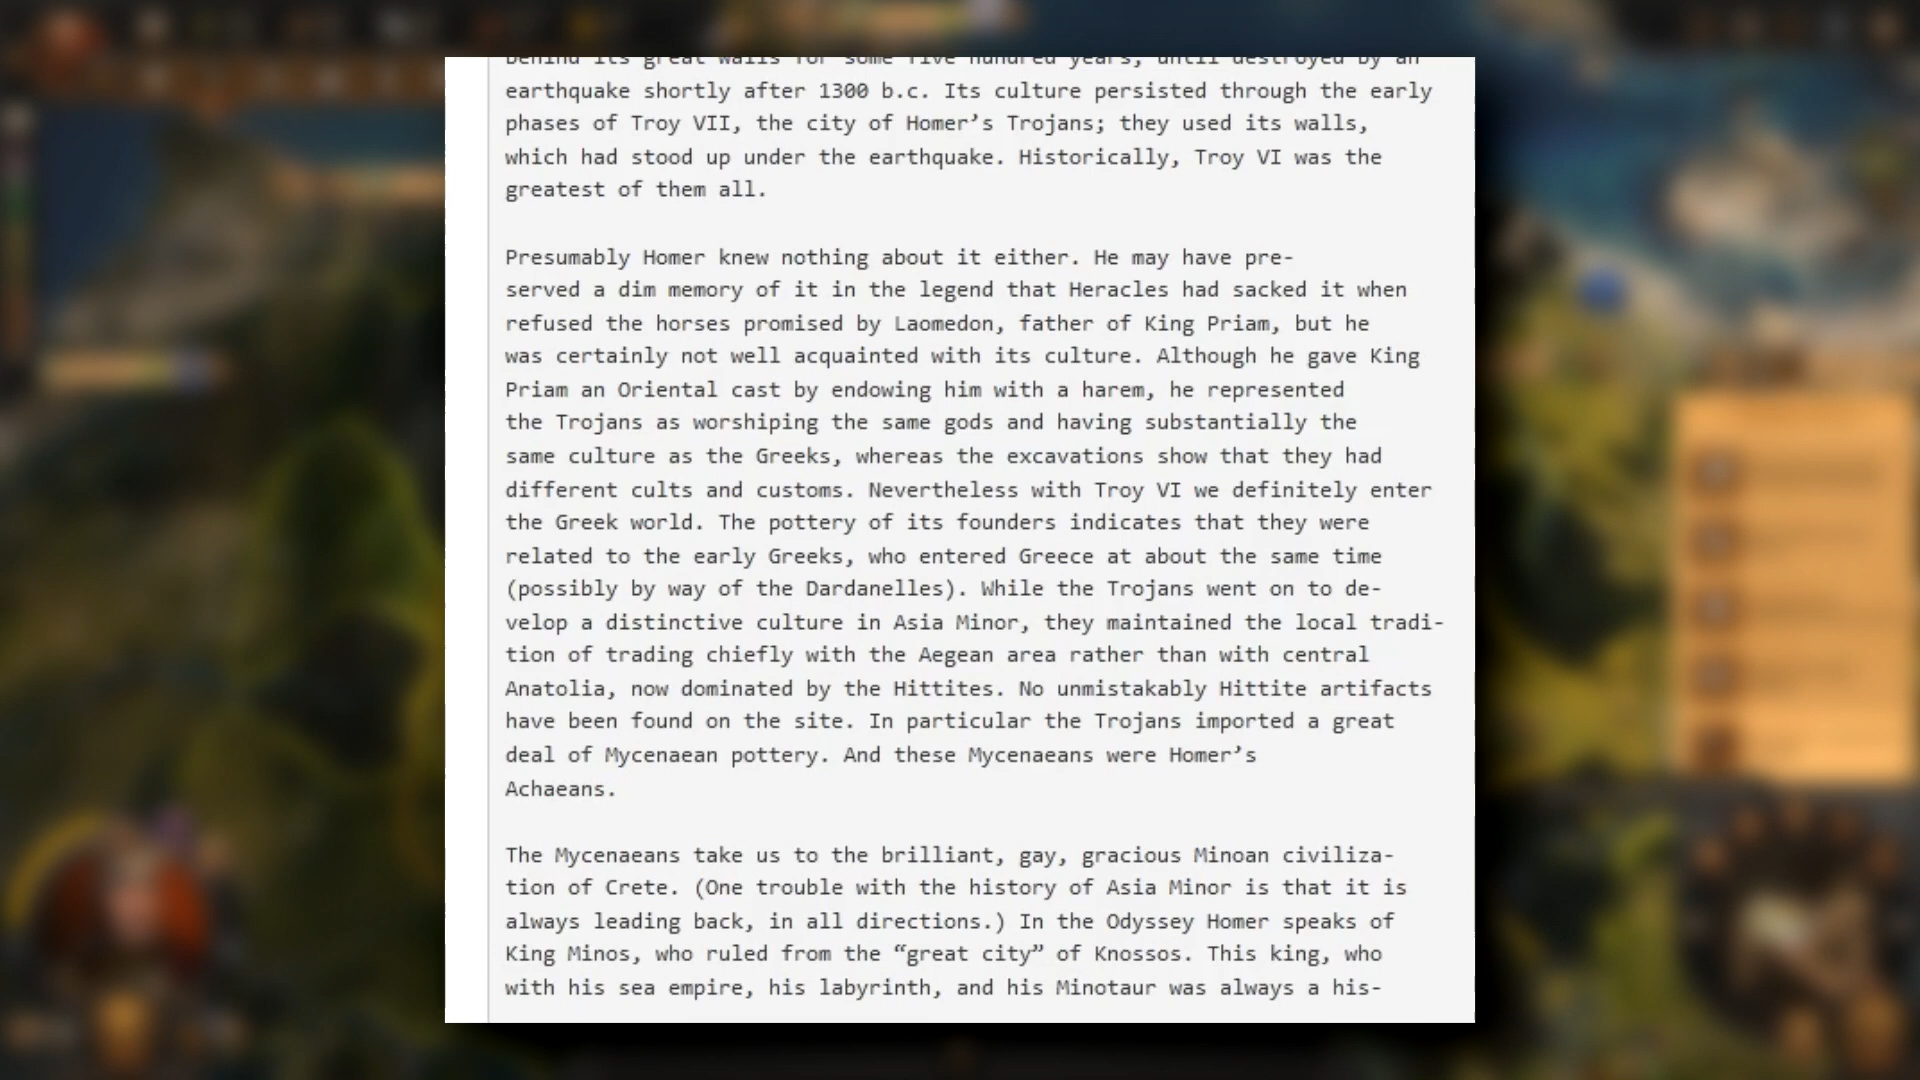 behind its great walls for some five hundred years, until destroyed by an
earthquake shortly after 1300 b.c. Its culture persisted through the early
phases of Troy VII, the city of Homer’s Trojans; they used its walls,
which had stood up under the earthquake. Historically, Troy VI was the
greatest of them all.
Presumably Homer knew nothing about it either. He may have pre-
served a dim memory of it in the legend that Heracles had sacked it when
refused the horses promised by Laomedon, father of King Priam, but he
was certainly not well acquainted with its culture. Although he gave King
Priam an Oriental cast by endowing him with a harem, he represented
the Trojans as worshiping the same gods and having substantially the
same culture as the Greeks, whereas the excavations show that they had
different cults and customs. Nevertheless with Troy VI we definitely enter
the Greek world. The pottery of its founders indicates that they were
related to the early Greeks, who entered Greece at about the same time
(possibly by way of the Dardanelles). While the Trojans went on to de-
velop a distinctive culture in Asia Minor, they maintained the local tradi-
tion of trading chiefly with the Aegean area rather than with central
Anatolia, now dominated by the Hittites. No unmistakably Hittite artifacts
have been found on the site. In particular the Trojans imported a great
deal of Mycenaean pottery. And these Mycenaeans were Homer’s
Achaeans.
The Mycenaeans take us to the brilliant, gay, gracious Minoan civiliza-
tion of Crete. (One trouble with the history of Asia Minor is that it is
always leading back, in all directions.) In the Odyssey Homer speaks of
King Minos, who ruled from the “great city” of Knossos. This king, who
with his sea empire, his labyrinth, and his Minotaur was always a his-